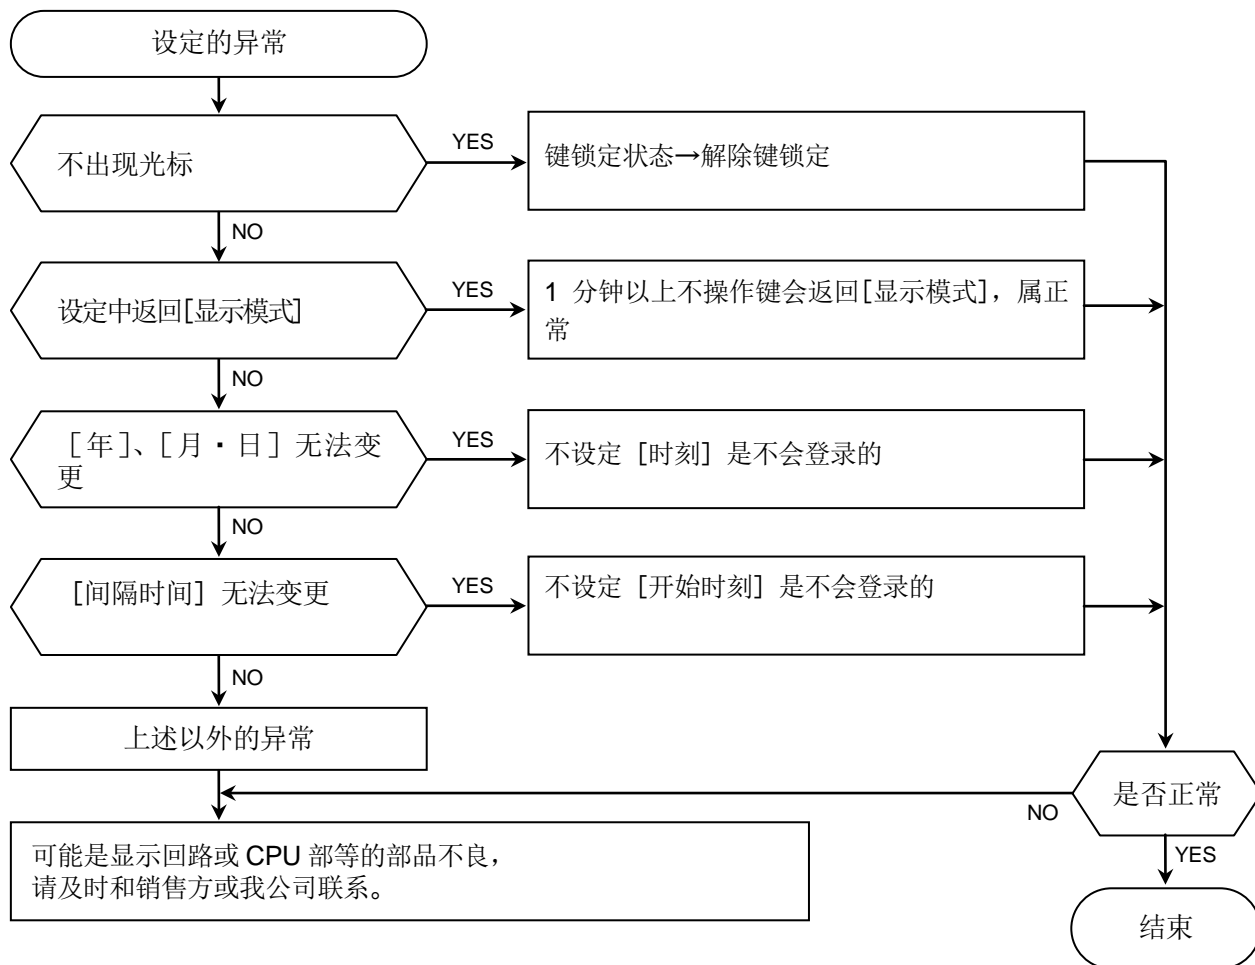 设定的异常
不出现光标
YES
键锁定状态→解除键锁定
NO
设定中返回[显示模式]
YES
1 分钟以上不操作键会返回[显示模式]，属正
常
NO
［年］、［月・日］无法变
更
YES
不设定［时刻］是不会登录的
NO
［间隔时间］无法变更
YES
不设定［开始时刻］是不会登录的
NO
上述以外的异常
是否正常
NO
可能是显示回路或 CPU 部等的部品不良，
请及时和销售方或我公司联系。
YES
结束